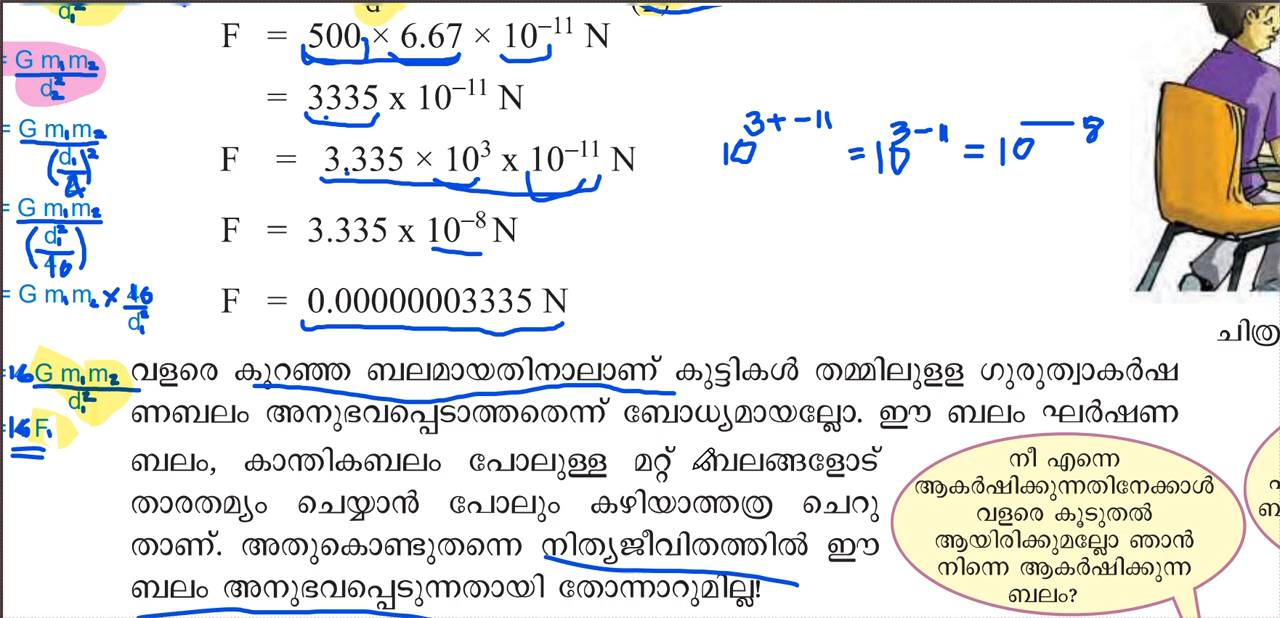 d₁²
= G m₁m₂
d₂²
= G m₁m₂
(d₁/4)²
= G m₁m₂
(d₁²/16)
= G m₁m₂ × 16
d₁²
= 16 G m₁m₂
d₁²
= 16 F₁
F = 500 × 6.67 × 10⁻¹¹ N
= 3335 x 10⁻¹¹ N
F = 3.335 × 10³ x 10⁻¹¹ N
10³⁺⁻¹¹ = 10³⁻¹¹ = 10⁻⁸
F = 3.335 x 10⁻⁸ N
F = 0.00000003335 N
ചിത്ര
വളരെ കുറഞ്ഞ ബലമായതിനാലാണ് കുട്ടികൾ തമ്മിലുളള ഗുരുത്വാകർഷ
ണബലം അനുഭവപ്പെടാത്തതെന്ന് ബോധ്യമായല്ലോ. ഈ ബലം ഘർഷണ
ബലം, കാന്തികബലം പോലുള്ള മറ്റ് ബലങ്ങളോട്
താരതമ്യം ചെയ്യാൻ പോലും കഴിയാത്തത്ര ചെറു
താണ്. അതുകൊണ്ടുതന്നെ നിത്യജീവിതത്തിൽ ഈ
ബലം അനുഭവപ്പെടുന്നതായി തോന്നാറുമില്ല!
നീ എന്നെ
ആകർഷിക്കുന്നതിനേക്കാൾ
വളരെ കൂടുതൽ
ആയിരിക്കുമല്ലോ ഞാൻ
നിന്നെ ആകർഷിക്കുന്ന
ബലം?